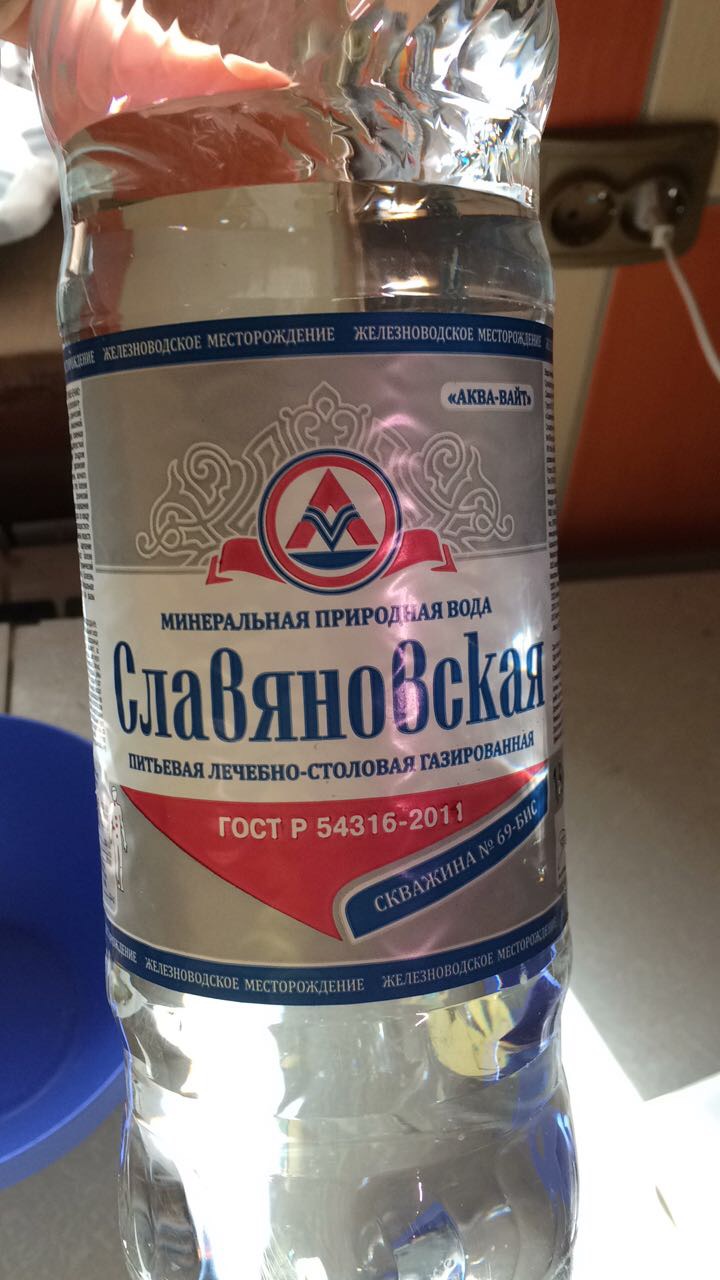 ЖЕЛЕЗНОВОДСКОЕ МЕСТОРОЖДЕНИЕ ЖЕЛЕЗНОВОДСКОЕ МЕСТОРОЖДЕНИЕ
«АКВА-ВАЙТ»
МИНЕРАЛЬНАЯ ПРИРОДНАЯ ВОДА
Славяновская
ПИТЬЕВАЯ ЛЕЧЕБНО-СТОЛОВАЯ ГАЗИРОВАННАЯ
ГОСТ Р 54316-2011
СКВАЖИНА № 69-БИС
ЖЕЛЕЗНОВОДСКОЕ МЕСТОРОЖДЕНИЕ ЖЕЛЕЗНОВОДСКОЕ МЕСТОРОЖДЕНИЕ